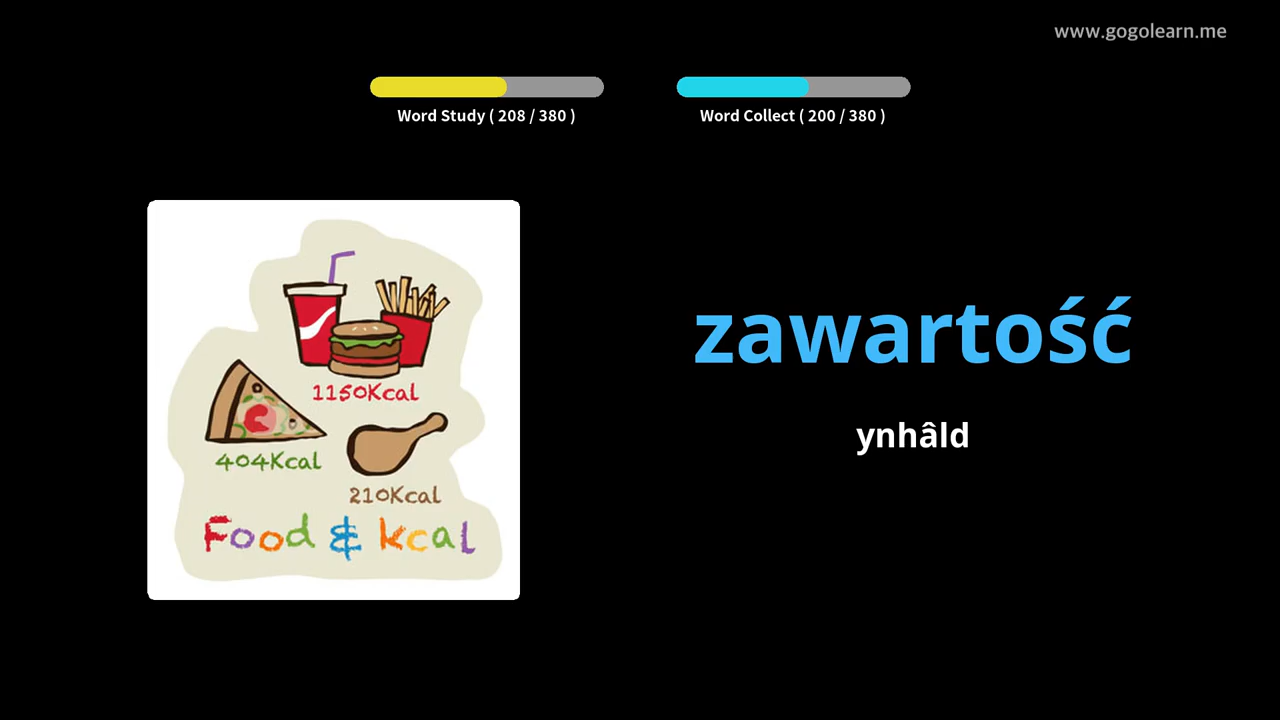 www.gogolearn.me
Word Study ( 208 / 380 )
Word Collect ( 200 / 380 )
1150Kcal
404Kcal
210Kcal
Food & kcal
zawartość
ynhâld